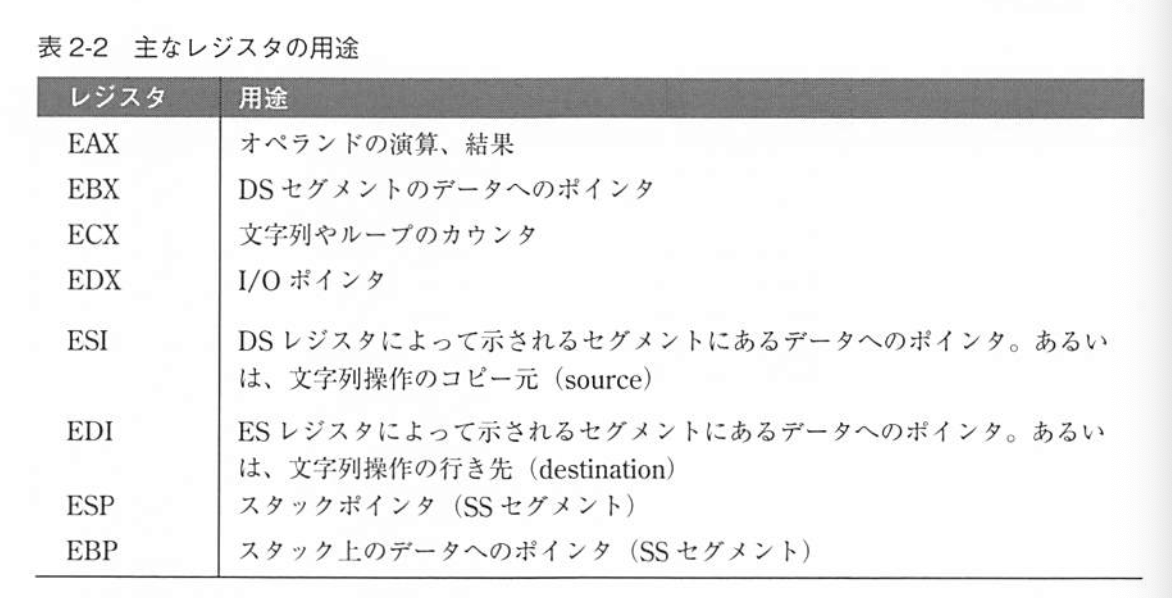 表 2-2 主なレジスタの用途
レジスタ 用途
EAX オペランドの演算、結果
EBX DS セグメントのデータへのポインタ
ECX 文字列やループのカウンタ
EDX I/O ポインタ
ESI DS レジスタによって示されるセグメントにあるデータへのポインタ。あるい
は、文字列操作のコピー元（source）
EDI ES レジスタによって示されるセグメントにあるデータへのポインタ。あるい
は、文字列操作の行き先（destination）
ESP スタックポインタ（SS セグメント）
EBP スタック上のデータへのポインタ（SS セグメント）